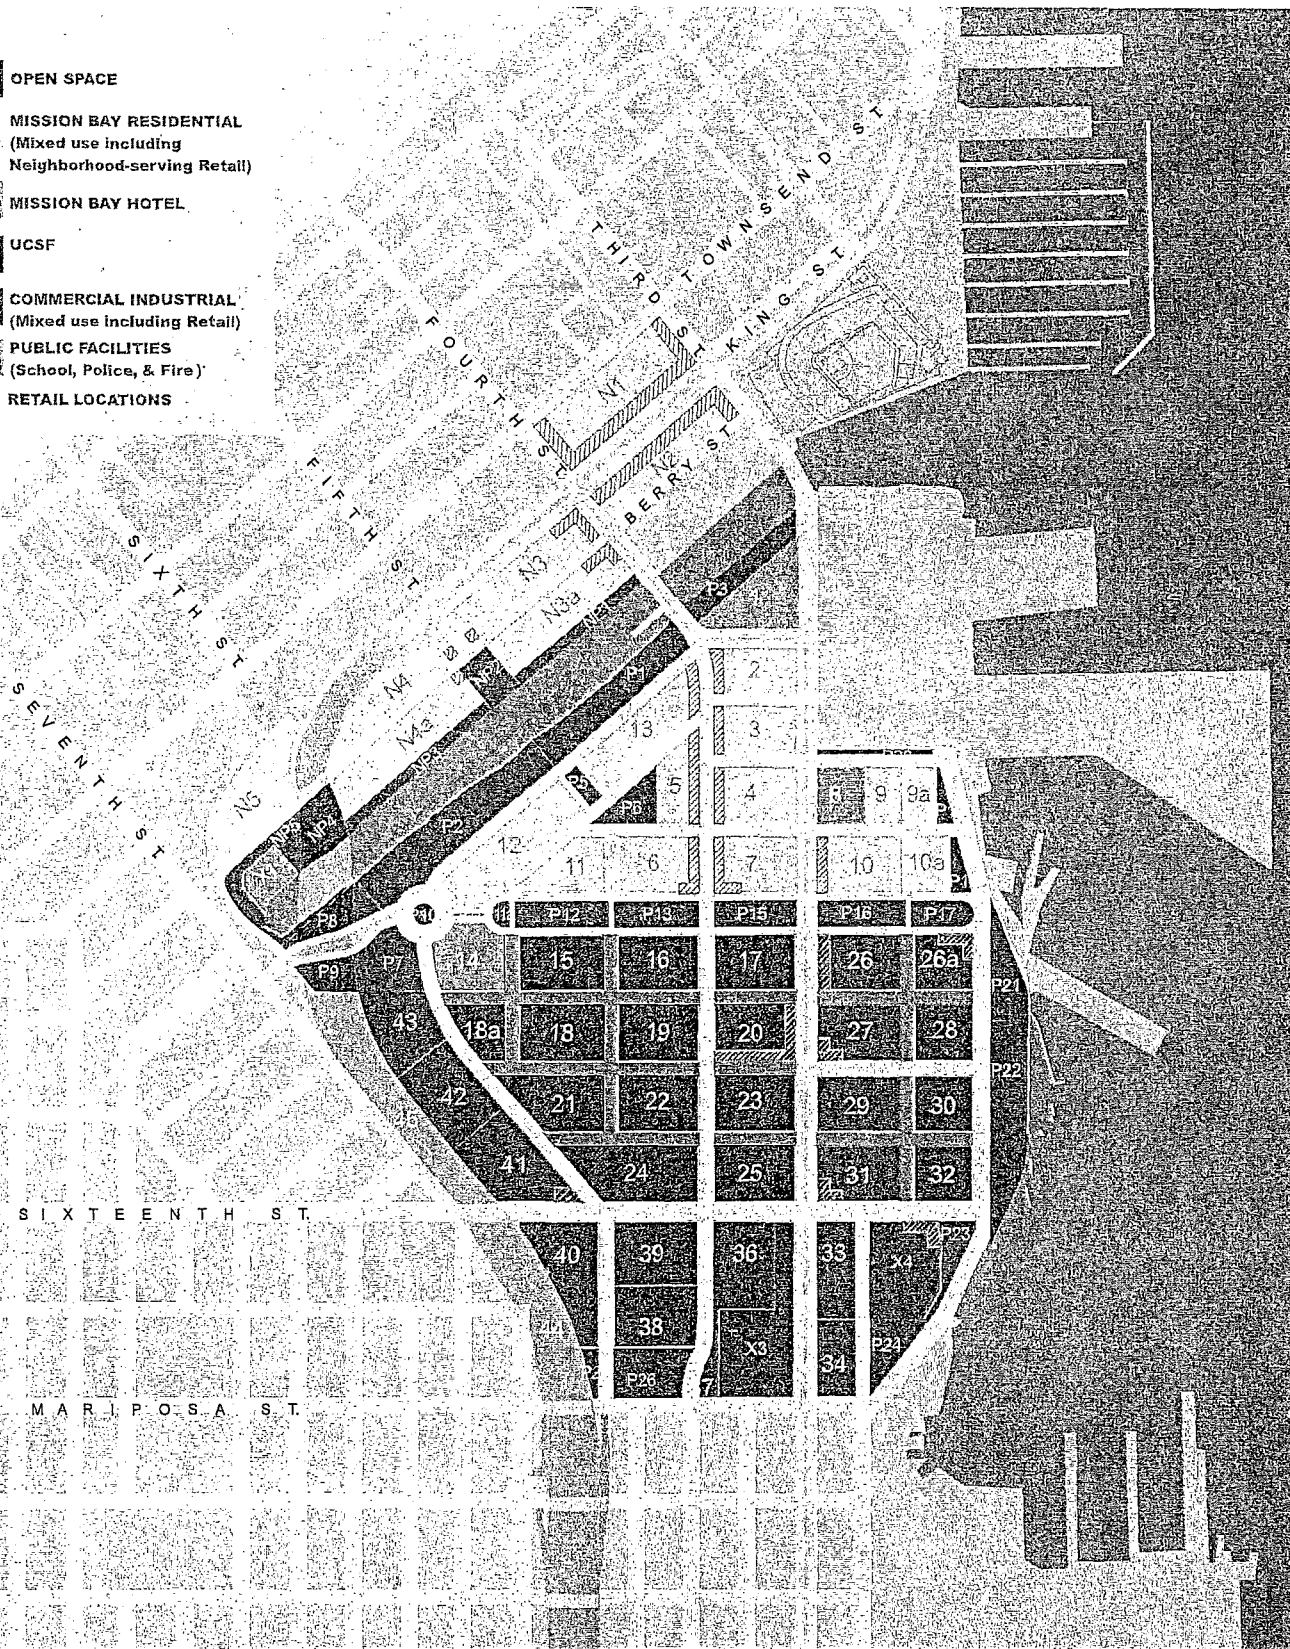 OPEN SPACE
MISSION BAY RESIDENTIAL
(Mixed use including
Neighborhood-serving Retail)
MISSION BAY HOTEL
UCSF
COMMERCIAL INDUSTRIAL
(Mixed use including Retail)
PUBLIC FACILITIES
(School, Police, & Fire)
RETAIL LOCATIONS
TOWNSEND ST
THIRD ST
KING ST
FOURTH ST
N1
N2
BERRY ST
FIFTH ST
SIXTH ST
SEVENTH ST
N3
N3a
N4
N4a
N5
P1
2
13
3
5
4
P6
8
9
9a
P2
12
11
6
7
10
10a
NP4
P8
P12
P13
P15
P16
P17
P9
P7
14
15
16
17
26
26a
P21
43
18a
18
19
20
27
28
P22
42
21
22
23
29
30
41
24
25
31
32
SIXTEENTH ST.
40
39
36
33
X4
P23
38
X3
34
P24
P26
MARIPOSA ST.